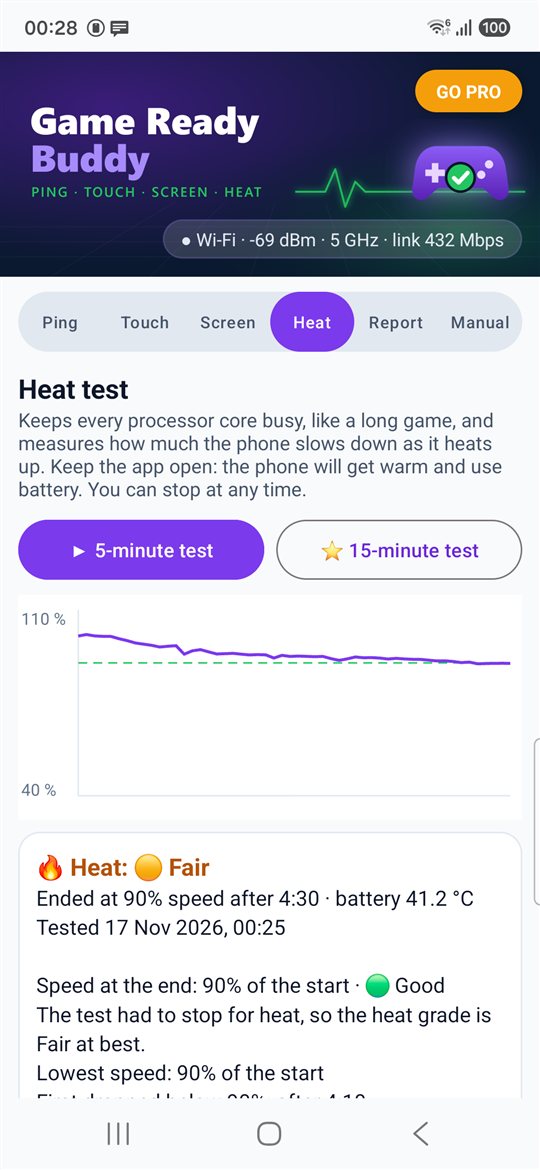 00:28
6
100
GO PRO
Game Ready
Buddy
PING · TOUCH · SCREEN · HEAT
● Wi-Fi · -69 dBm · 5 GHz · link 432 Mbps
Ping Touch Screen Heat Report Manual
Heat test
Keeps every processor core busy, like a long game, and
measures how much the phone slows down as it heats
up. Keep the app open: the phone will get warm and use
battery. You can stop at any time.
► 5-minute test
⭐ 15-minute test
110 %
40 %
🔥 Heat: 🟡 Fair
Ended at 90% speed after 4:30 · battery 41.2 °C
Tested 17 Nov 2026, 00:25
Speed at the end: 90% of the start · 🟢 Good
The test had to stop for heat, so the heat grade is
Fair at best.
Lowest speed: 90% of the start